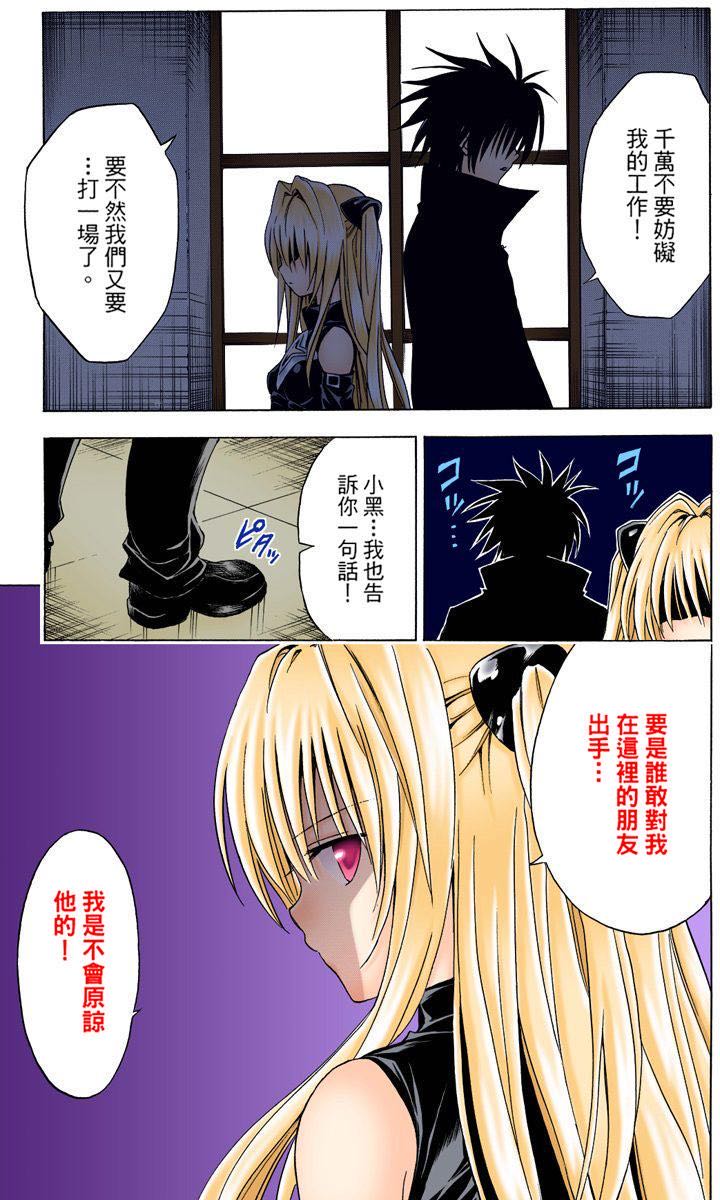 千萬不要妨礙
我的工作！
要不然我們又要
…打一場了。
コツ…
コツ…
小黑…我也告
訴你一句話！
ピタッ
要是誰敢對我
在這裡的朋友
出手…
我是不會原諒
他的！